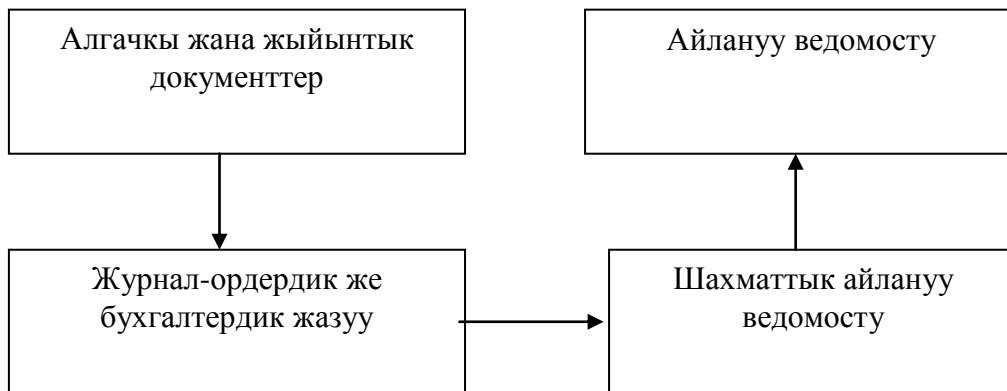 Алгачкы жана жыйынтык
документтер
Айлануу ведомосту
Журнал-ордердик же
бухгалтердик жазуу
Шахматтык айлануу
ведомосту